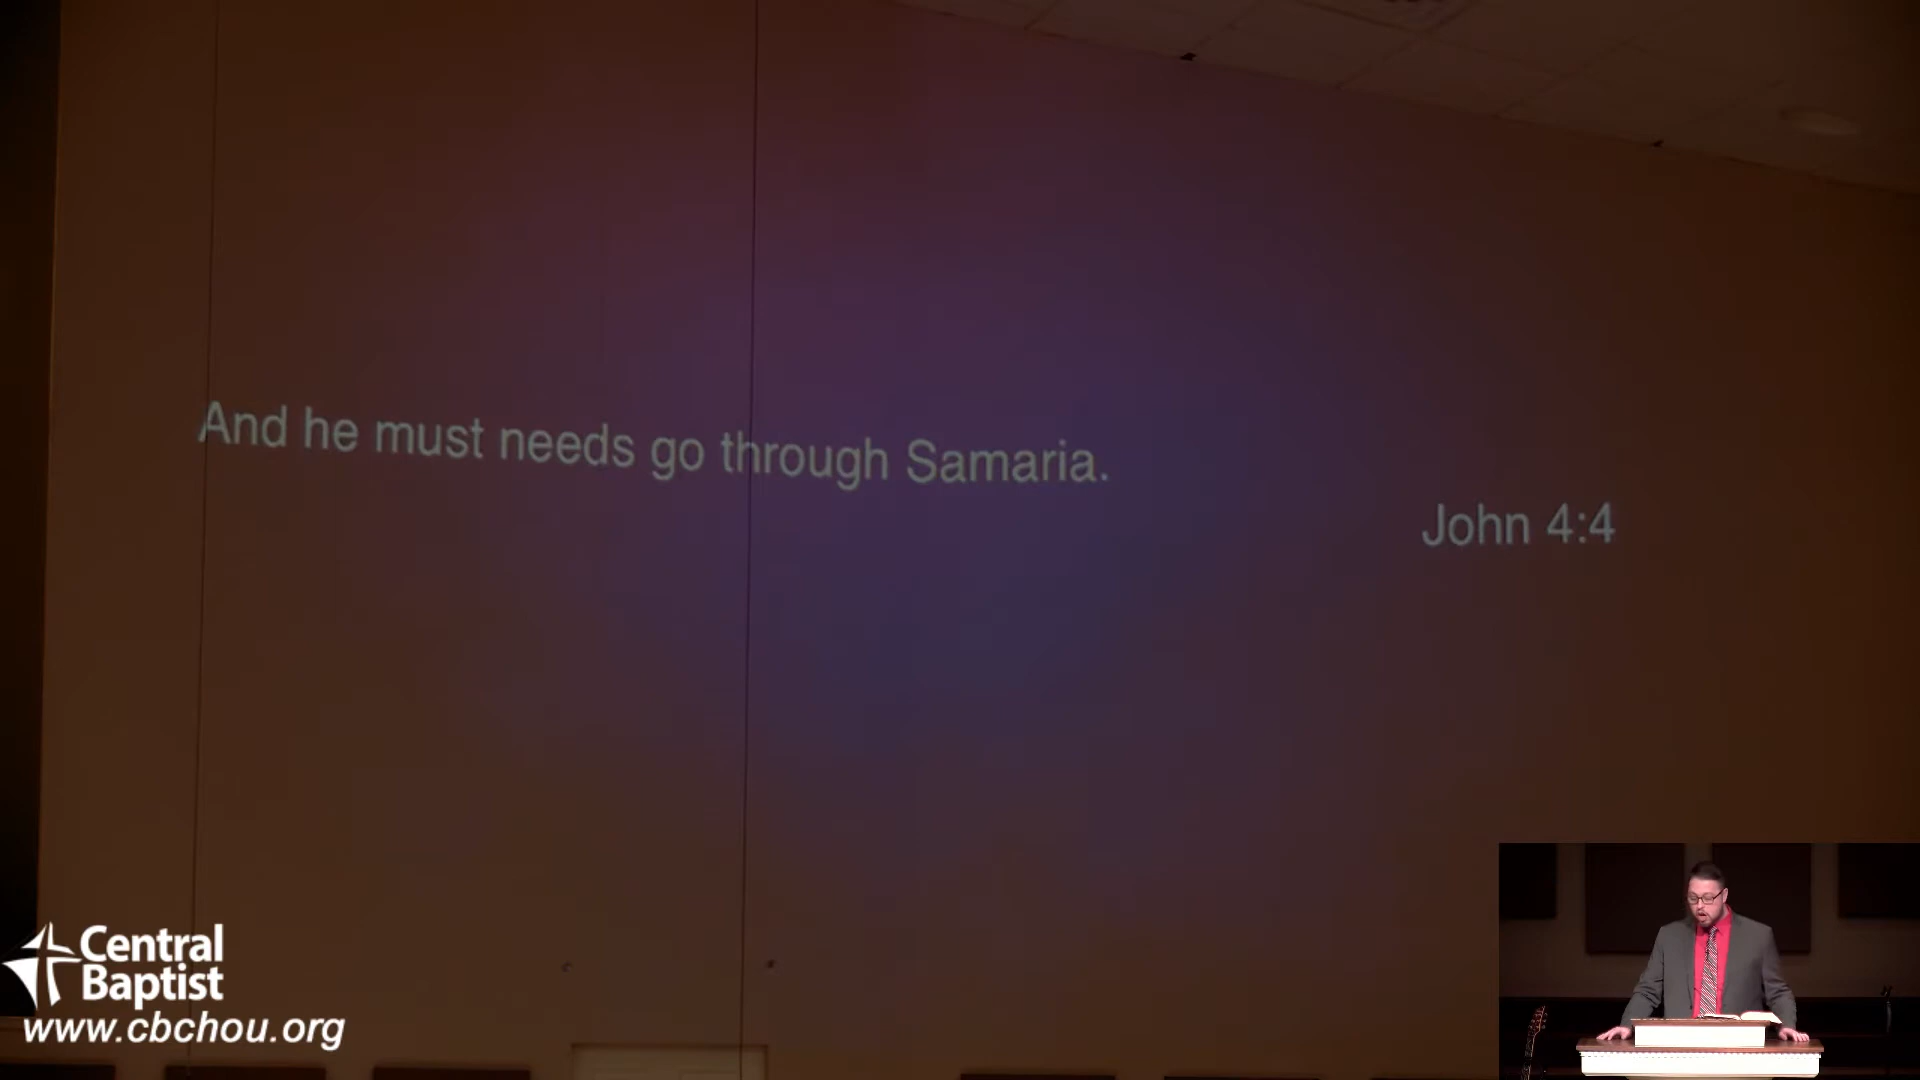 And he must needs go through Samaria.
John 4:4
Central
Baptist
www.cbchou.org